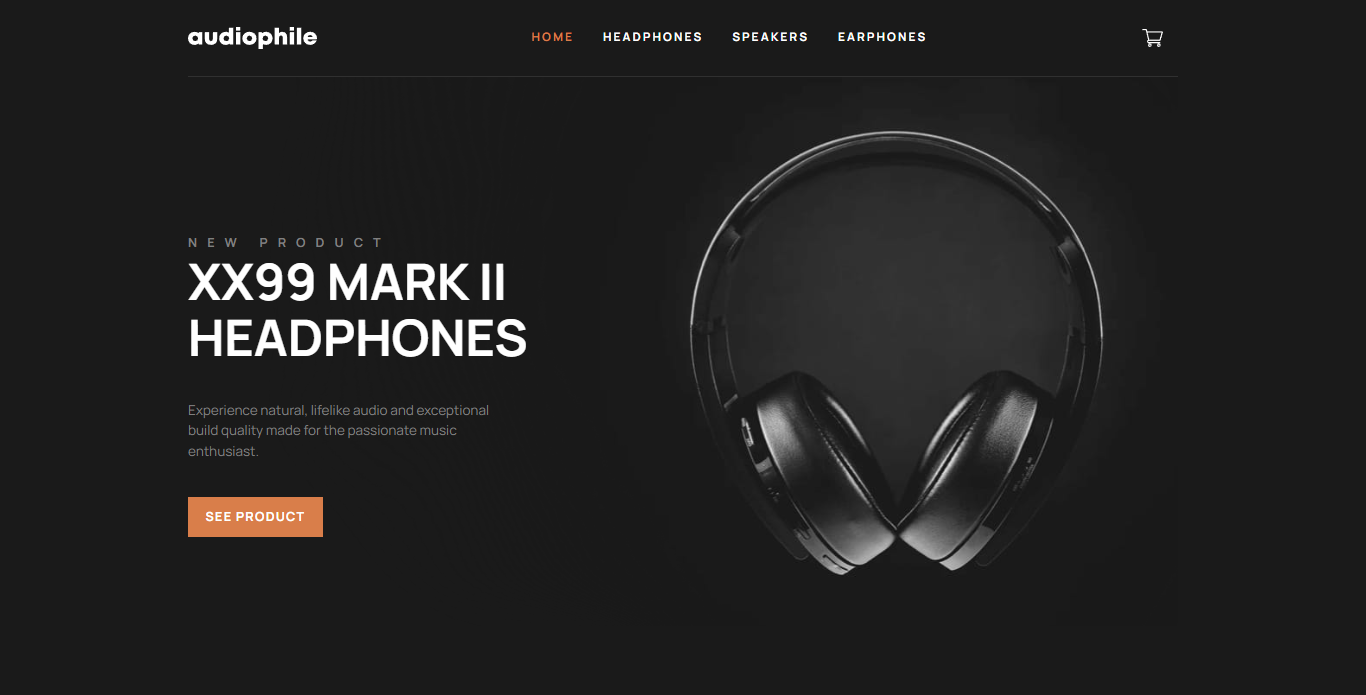 audiophile
HOME HEADPHONES SPEAKERS EARPHONES
NEW PRODUCT
XX99 MARK II
HEADPHONES
Experience natural, lifelike audio and exceptional
build quality made for the passionate music
enthusiast.
SEE PRODUCT